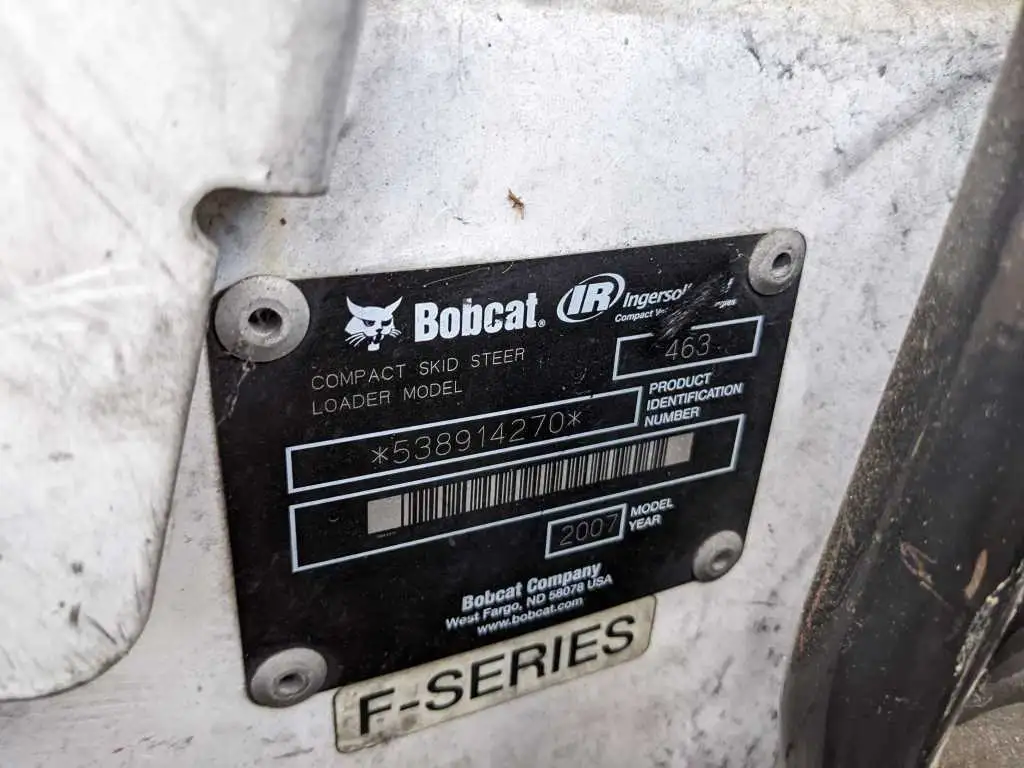 Bobcat®
IR
Compact
COMPACT SKID STEER
LOADER MODEL
463
*538914270*
PRODUCT
IDENTIFICATION
NUMBER
2007
MODEL
YEAR
Bobcat Company
West Fargo, ND 58078 USA
www.bobcat.com
F-SERIES